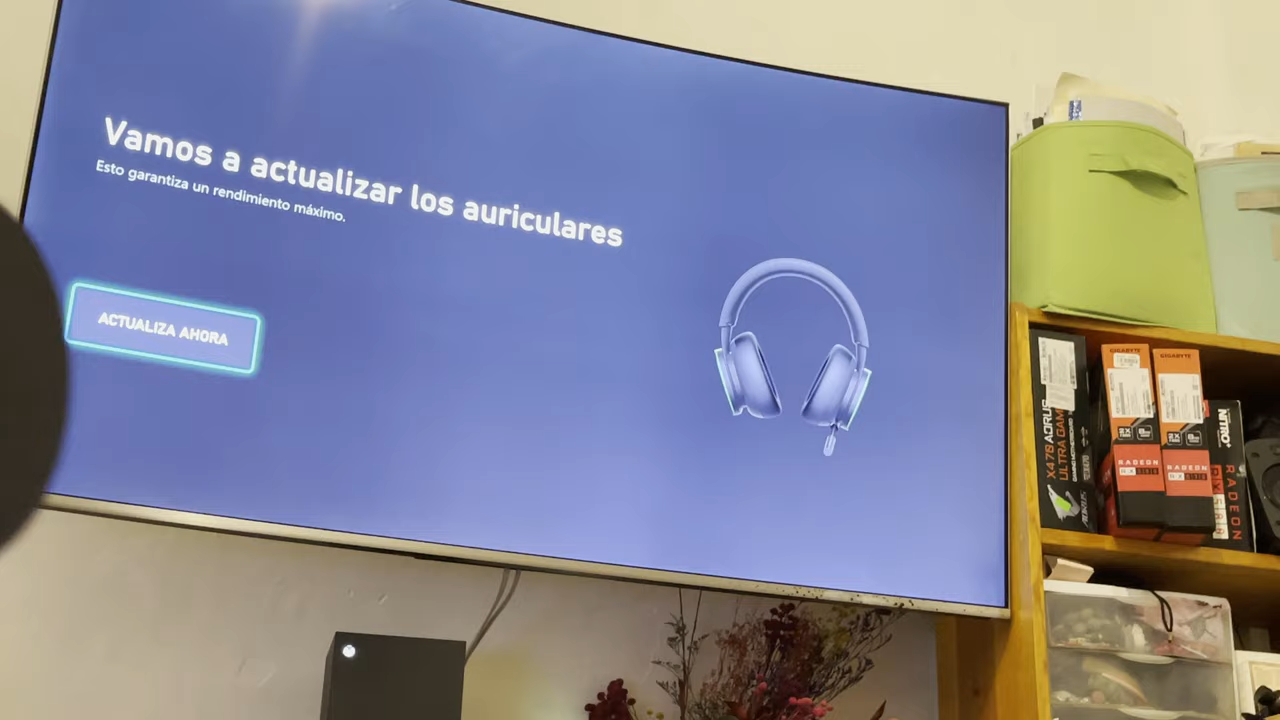 Vamos a actualizar los auriculares
Esto garantiza un rendimiento máximo.
ACTUALIZA AHORA
X470 AORUS
ULTRA GAMING
AORUS
GIGABYTE
RADEON
GIGABYTE
RADEON
NITRO+
RADEON